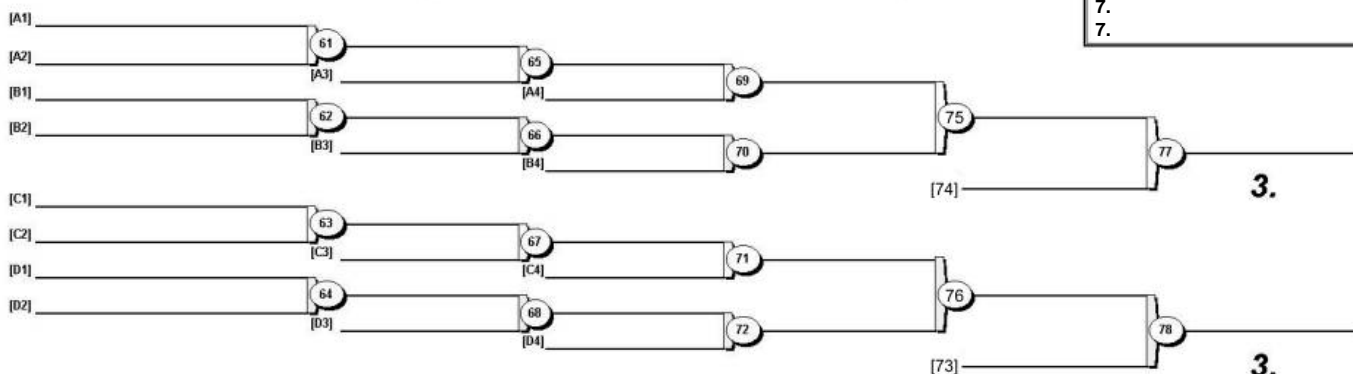 7.
7.
[A1]
61
[A2]
65
[A3]
69
[A4]
[B1]
62
75
[B2]
66
[B3]
70
77
[B4]
[74]
3.
[C1]
63
[C2]
67
[C3]
71
[C4]
[D1]
64
76
[D2]
68
[D3]
72
78
[D4]
[73]
3.